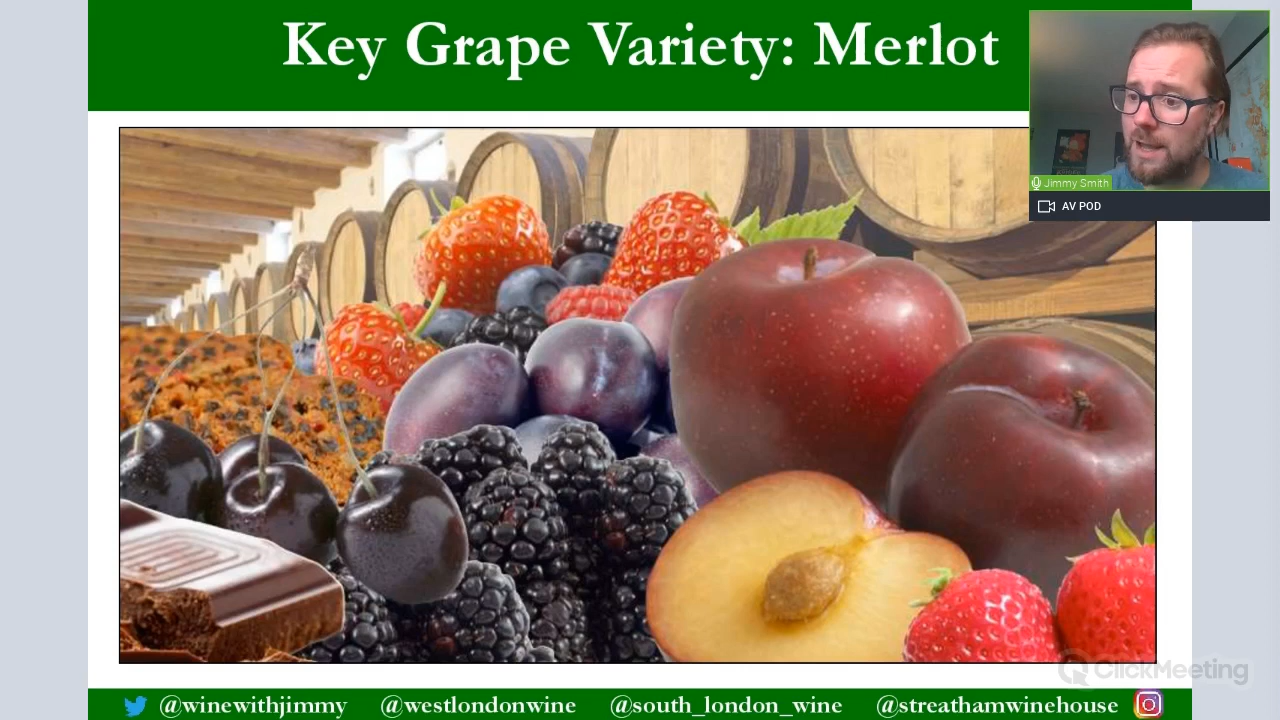 Key Grape Variety: Merlot
Jimmy Smith
AV POD
ClickMeeting
@winewithjimmy @westlondonwine @south_london_wine @streathamwinehouse